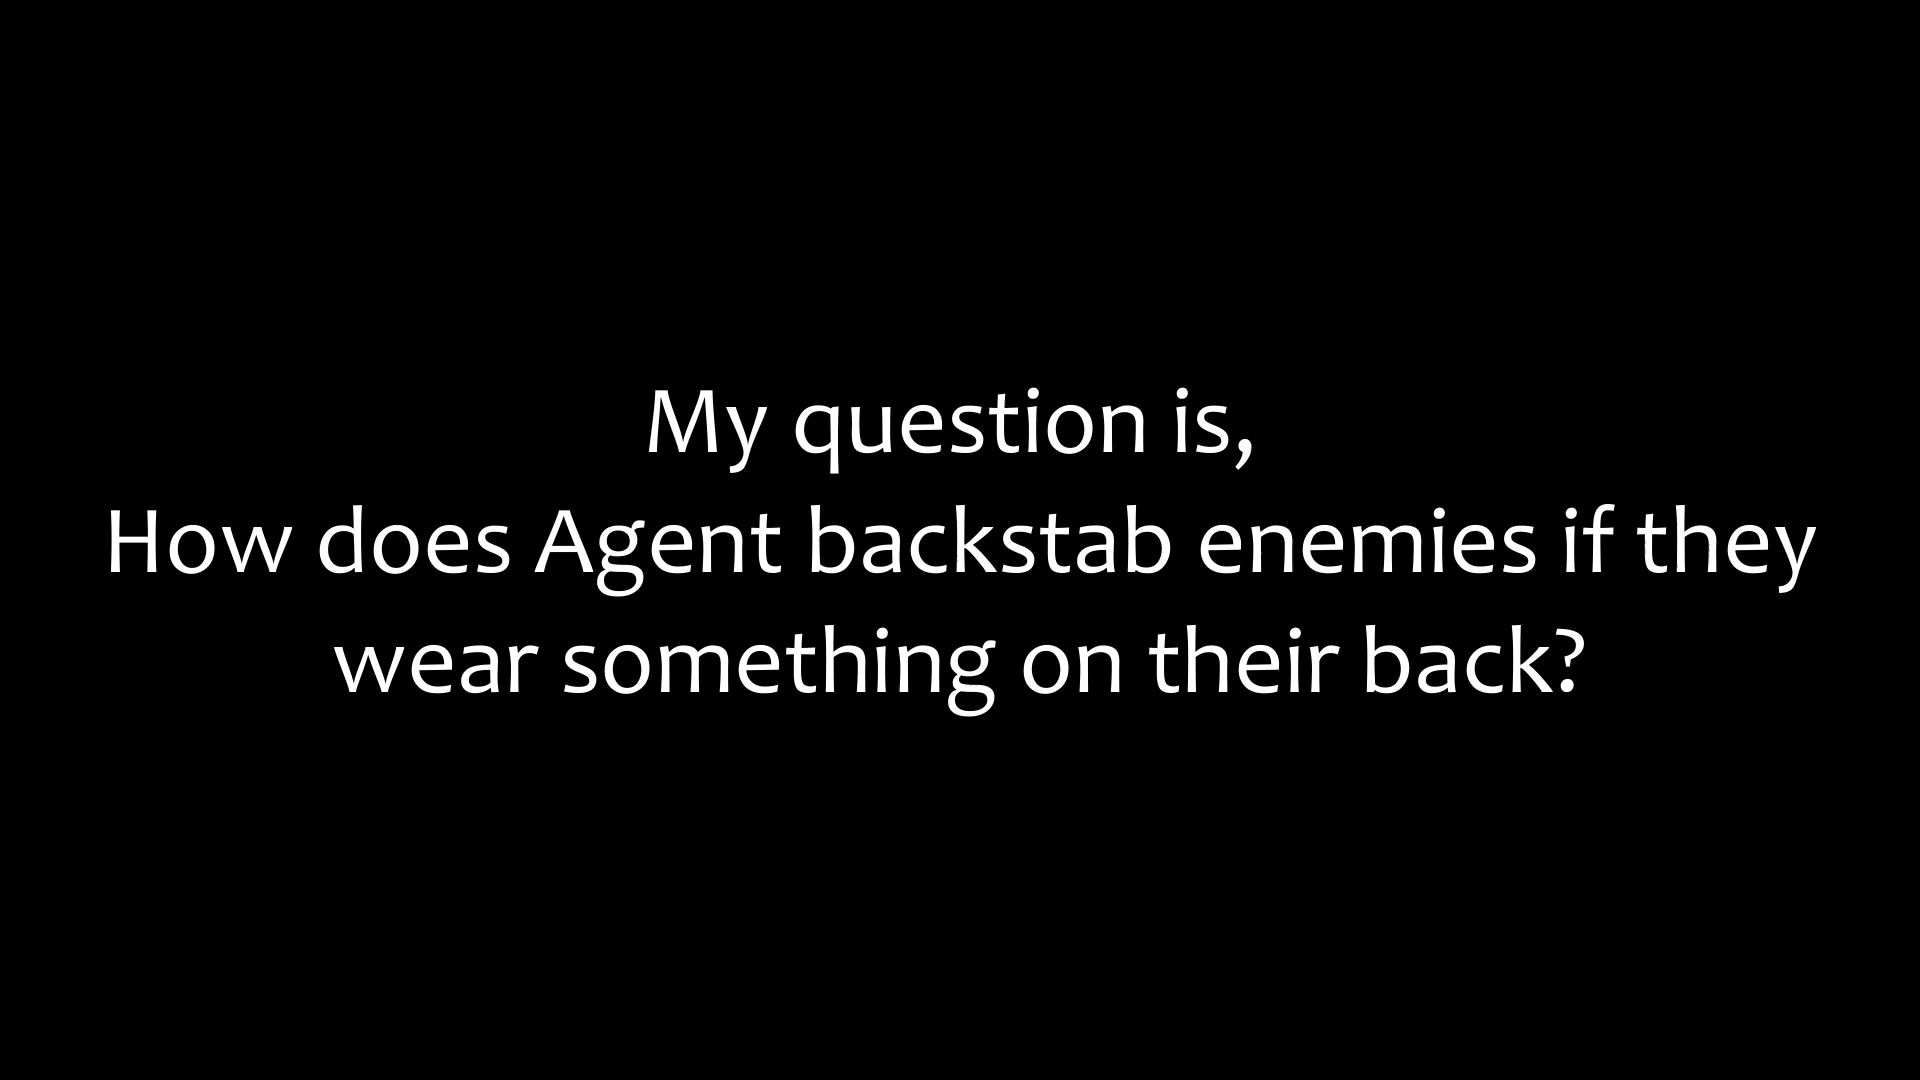 My question is,
How does Agent backstab enemies if they
wear something on their back?